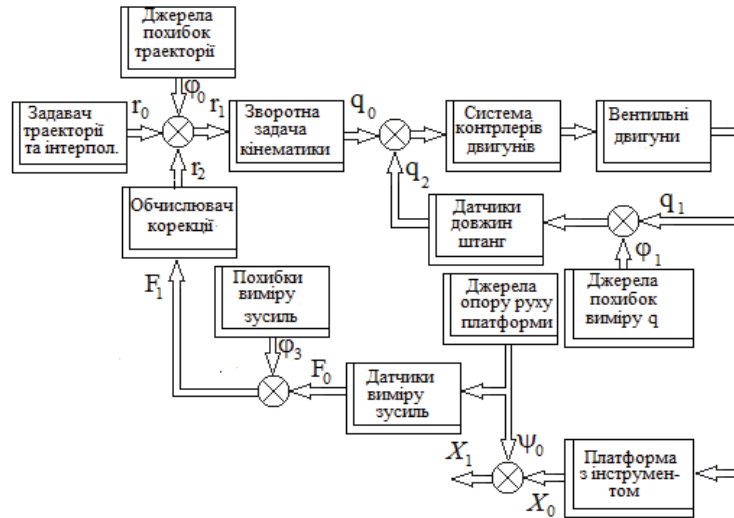 Джерела
похибок
траекторії
φ₀
Задавач
траекторії
та інтерпол.
r₀
r₁
Зворотна
задача
кінематики
q₀
Система
контрлерів
двигунів
Вентильні
двигуни
r₂
q₂
Обчислювач
корекції
Датчики
довжин
штанг
q₁
φ₁
F₁
Похибки
виміру
зусиль
φ₃
Джерела
опору руху
платформи
Джерела
похибок
виміру q
F₀
Датчики
виміру
зусиль
ψ₀
X₁
X₀
Платформа
з інструмен-
том